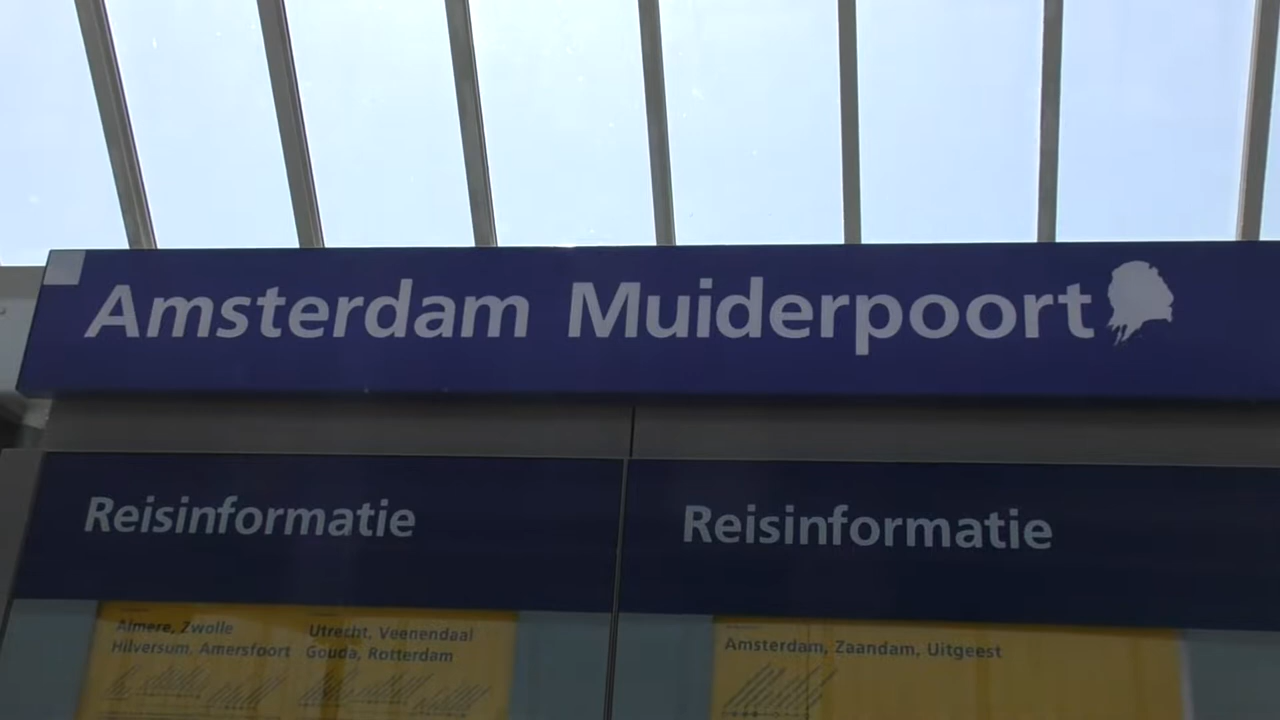 Amsterdam Muiderpoort
Reisinformatie
Reisinformatie
Almere, Zwolle
Hilversum, Amersfoort
Utrecht, Veenendaal
Gouda, Rotterdam
Amsterdam, Zaandam, Uitgeest